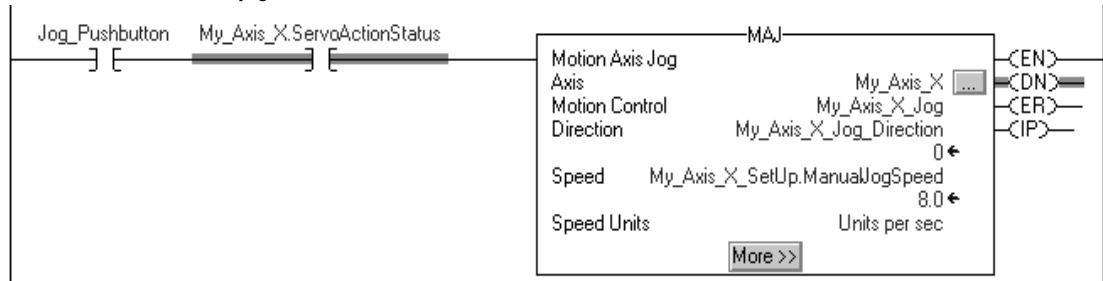 Jog_Pushbutton My_Axis_X.ServoActionStatus
MAJ
Motion Axis Jog
Axis My_Axis_X ...
Motion Control My_Axis_X_Jog
Direction My_Axis_X_Jog_Direction
0
Speed My_Axis_X_SetUp.ManualJogSpeed
8.0
Speed Units Units per sec
More >>
EN
DN
ER
IP